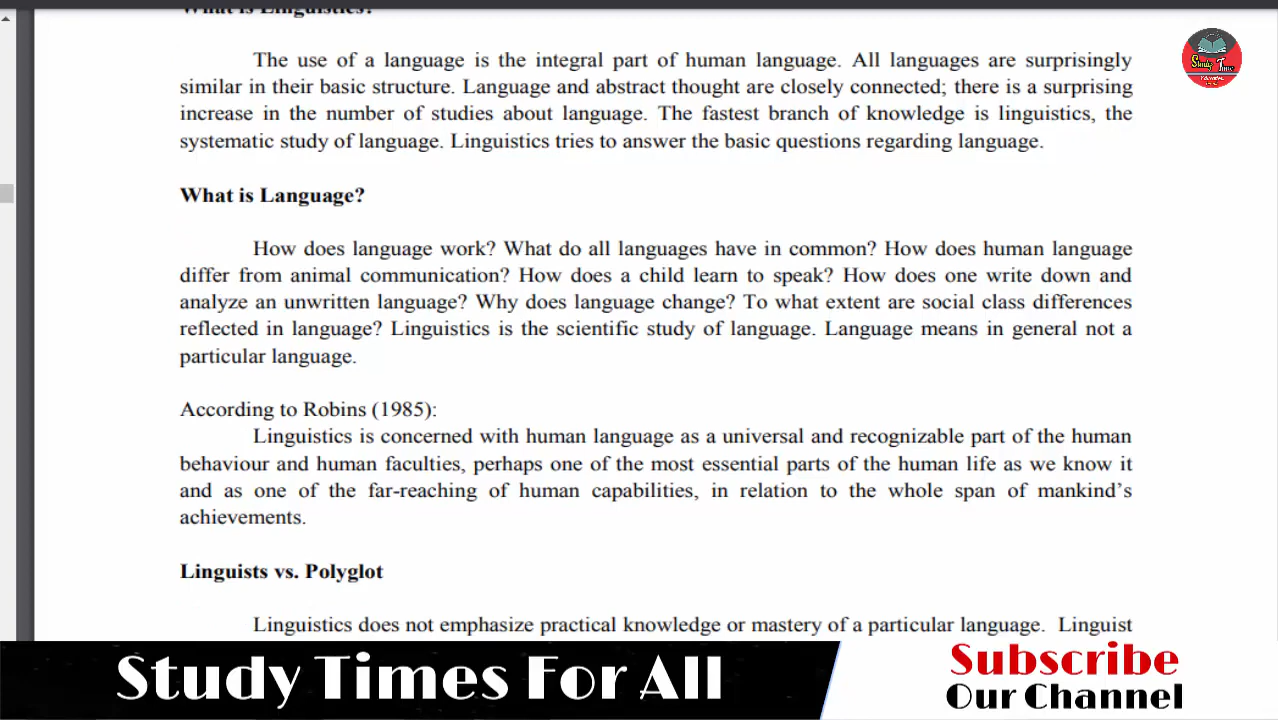 What is Linguistics?
The use of a language is the integral part of human language. All languages are surprisingly
similar in their basic structure. Language and abstract thought are closely connected; there is a surprising
increase in the number of studies about language. The fastest branch of knowledge is linguistics, the
systematic study of language. Linguistics tries to answer the basic questions regarding language.
What is Language?
How does language work? What do all languages have in common? How does human language
differ from animal communication? How does a child learn to speak? How does one write down and
analyze an unwritten language? Why does language change? To what extent are social class differences
reflected in language? Linguistics is the scientific study of language. Language means in general not a
particular language.
According to Robins (1985):
Linguistics is concerned with human language as a universal and recognizable part of the human
behaviour and human faculties, perhaps one of the most essential parts of the human life as we know it
and as one of the far-reaching of human capabilities, in relation to the whole span of mankind's
achievements.
Linguists vs. Polyglot
Linguistics does not emphasize practical knowledge or mastery of a particular language. Linguist
Study Time
Study Times For All
Subscribe
Our Channel